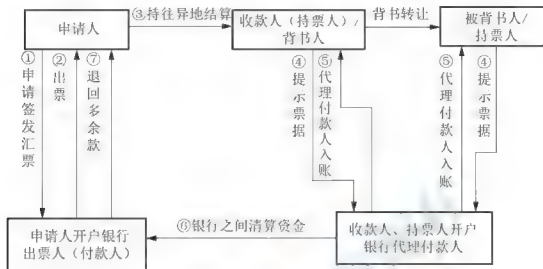 申请人
③持往异地结算
收款人（持票人）/
背书人
背书转让
被背书人/
持票人
①申请签发汇票
②出票
⑦退回多余款
④提示票据
⑤代理付款人入账
⑤代理付款人入账
④提示票据
申请人开户银行
出票人（付款人）
⑥银行之间清算资金
收款人、持票人开户
银行代理付款人